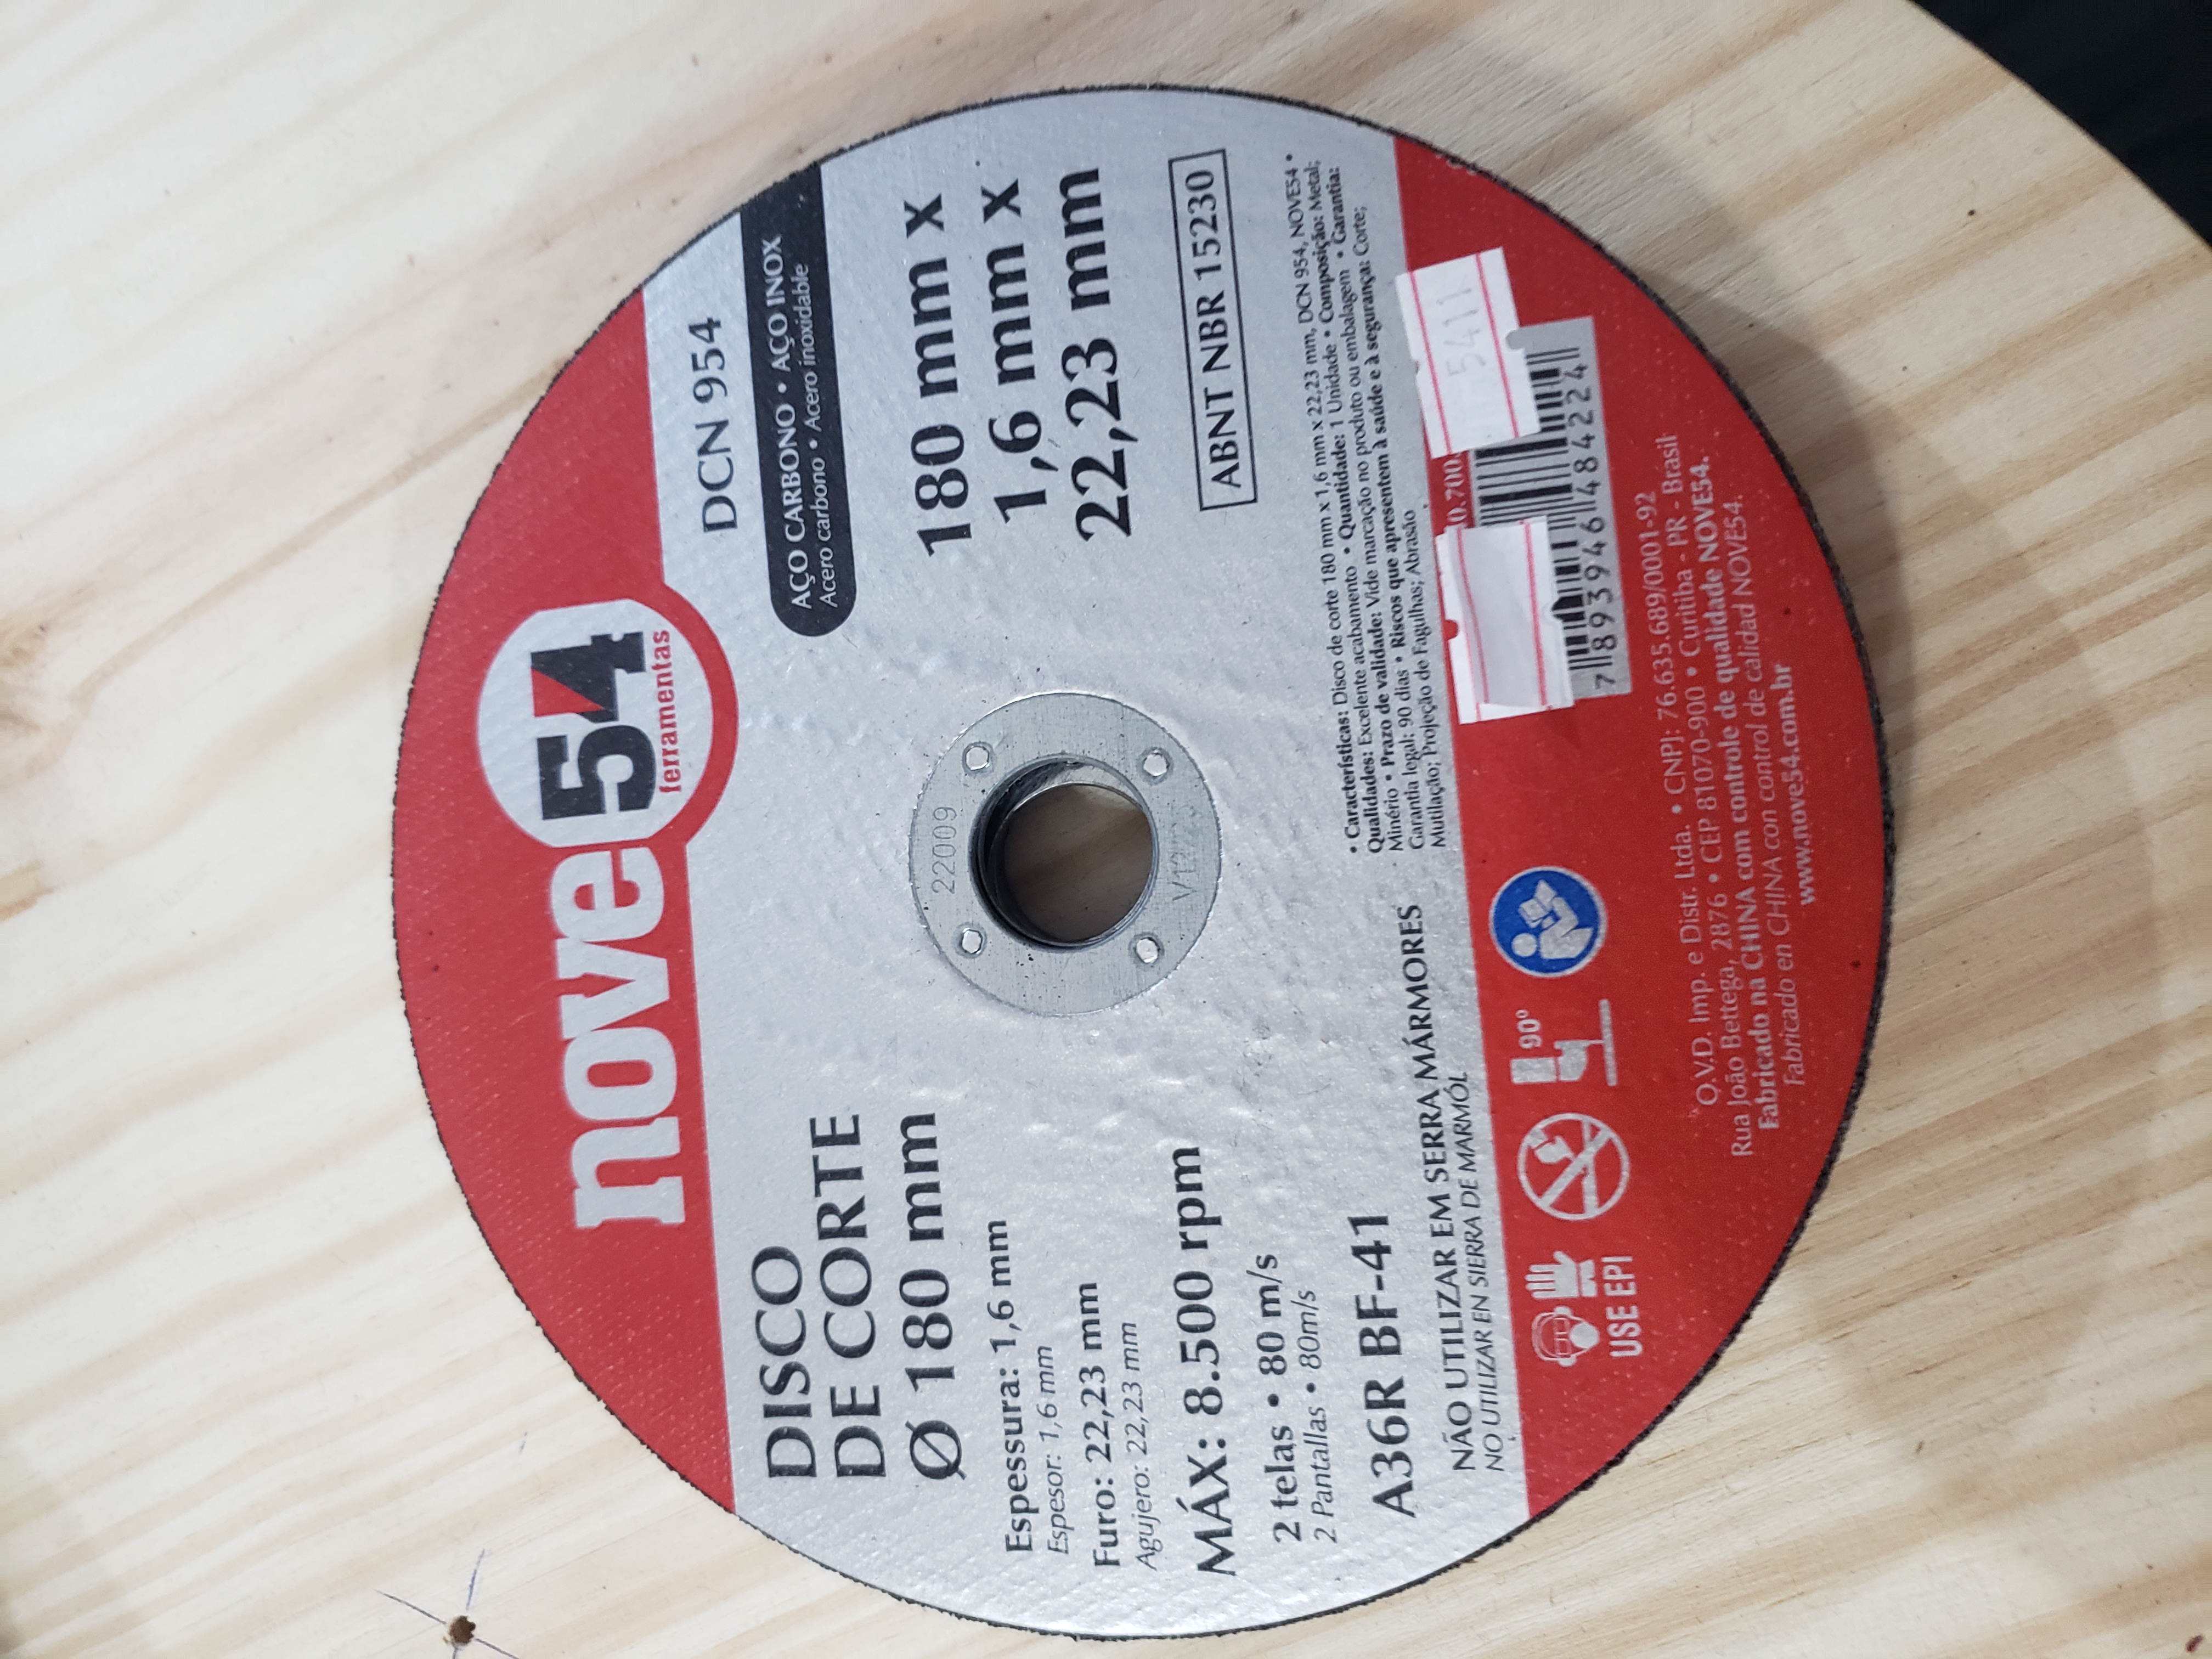 nove54
ferramentas
DCN 954
AÇO CARBONO • AÇO INOX
Acero carbono • Acero inoxidable
DISCO
DE CORTE
Ø 180 mm
Espessura: 1,6 mm
Espesor: 1,6 mm
Furo: 22,23 mm
Agujero: 22,23 mm
MÁX: 8.500 rpm
2 telas • 80 m/s
2 Pantallas • 80m/s
A36R BF-41
NÃO UTILIZAR EM SERRA MÁRMORES
NO UTILIZAR EN SIERRA DE MARMÓL
22009
180 mm x
1,6 mm x
22,23 mm
ABNT NBR 15230
• Características: Disco de corte 180 mm x 1,6 mm x 22,23 mm, DCN 954, NOVE54 •
Qualidades: Excelente acabamento • Quantidade: 1 Unidade • Composição: Metal;
Minério • Prazo de validade: Vide marcação no produto ou embalagem • Garantia:
Garantia legal: 90 dias • Riscos que apresentem à saúde e à segurança: Corte;
Mutilação; Projeção de Fagulhas; Abrasão
5411
7 893946 484224
USE EPI
90°
O.V.D. Imp. e Distr. Ltda. • CNPJ: 76.635.689/0001-92
Rua João Bettega, 2876 • CEP 81070-900 • Curitiba - PR - Brasil
Fabricado na CHINA com controle de qualidade NOVE54.
Fabricado en CHINA con control de calidad NOVE54.
www.nove54.com.br